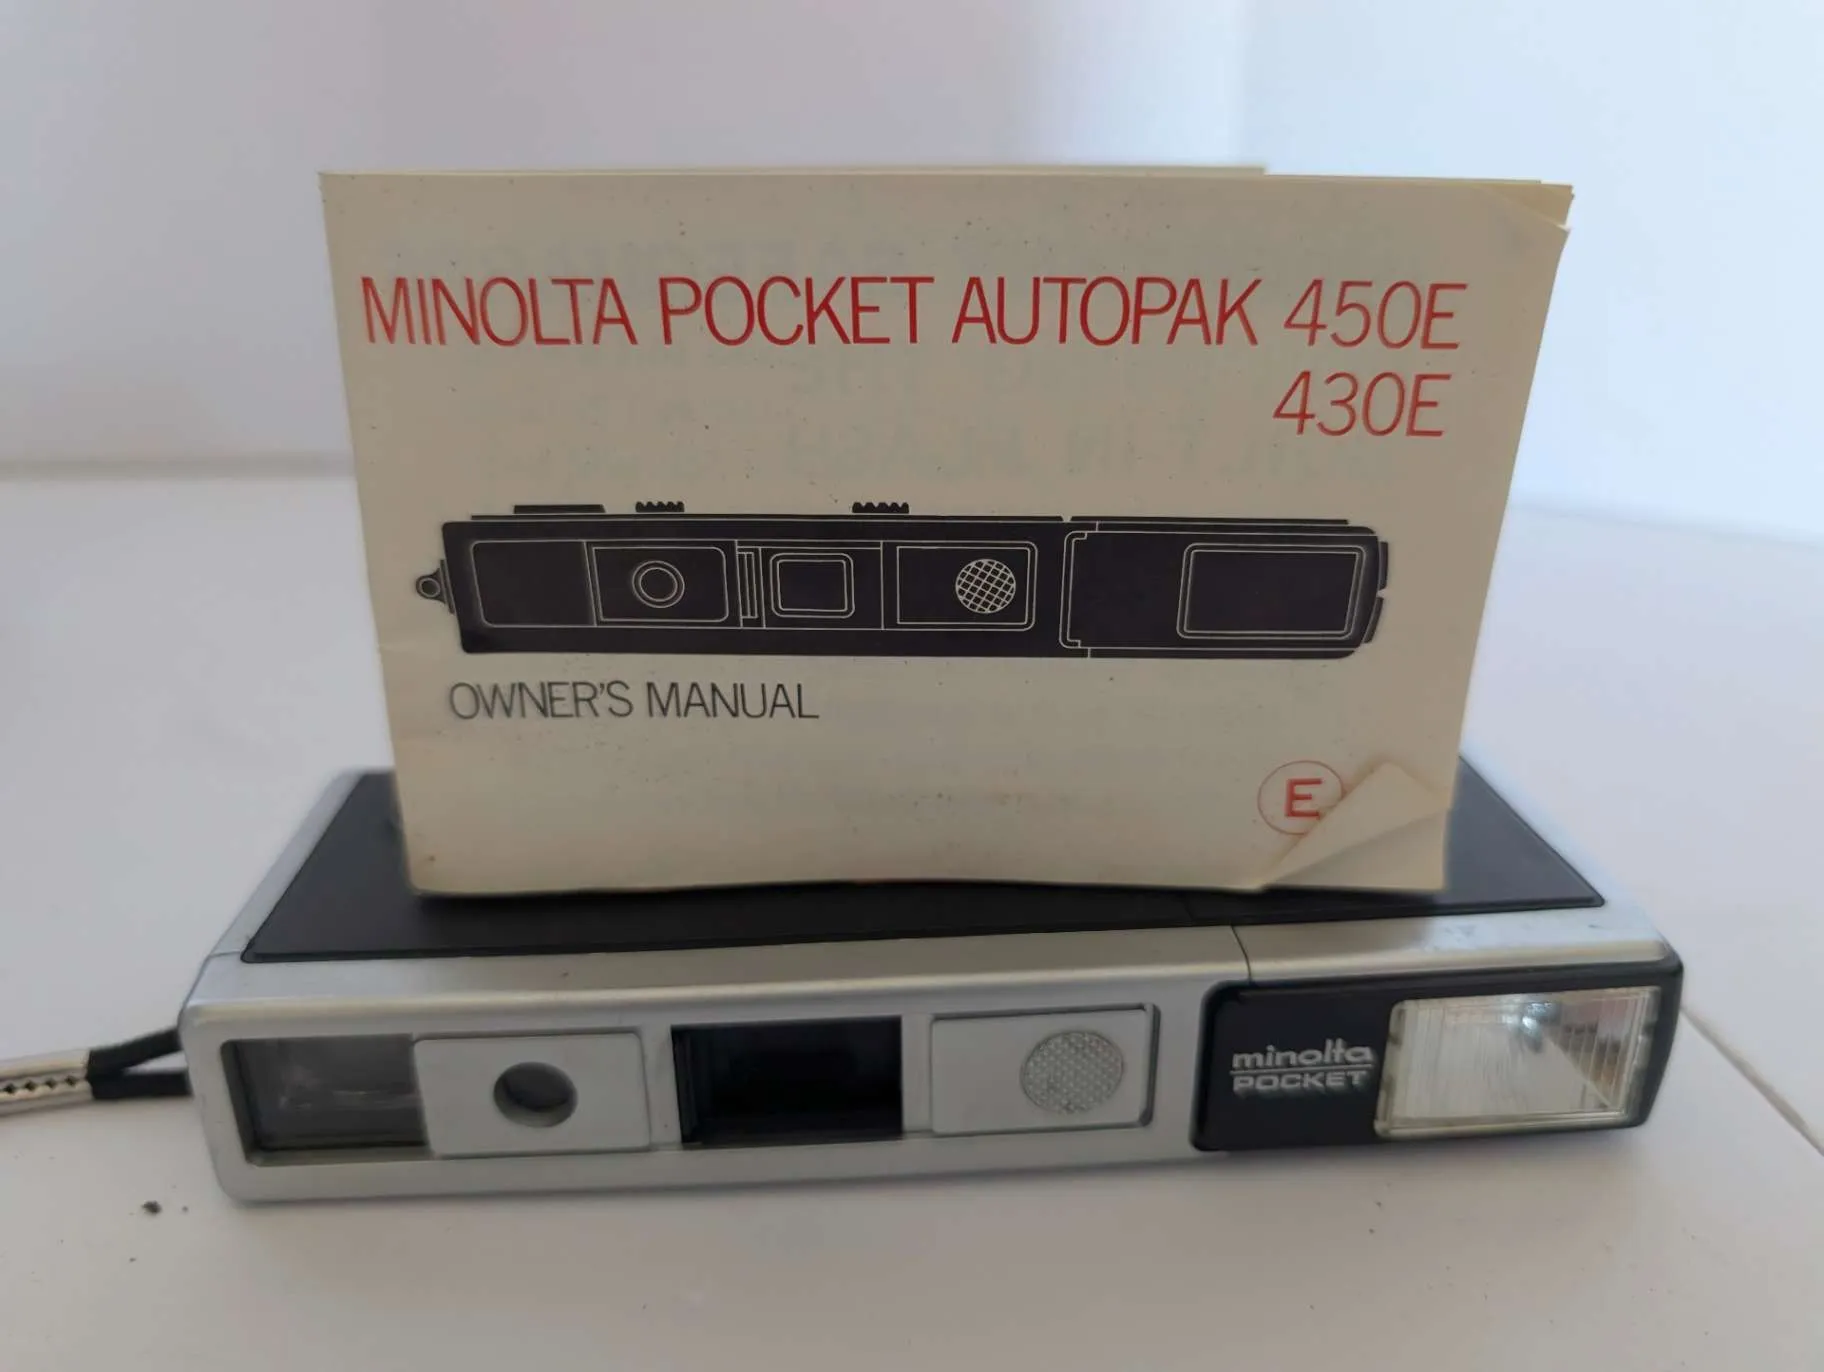 MINOLTA POCKET AUTOPAK 450E
430E
OWNER'S MANUAL
E
minolta
POCKET